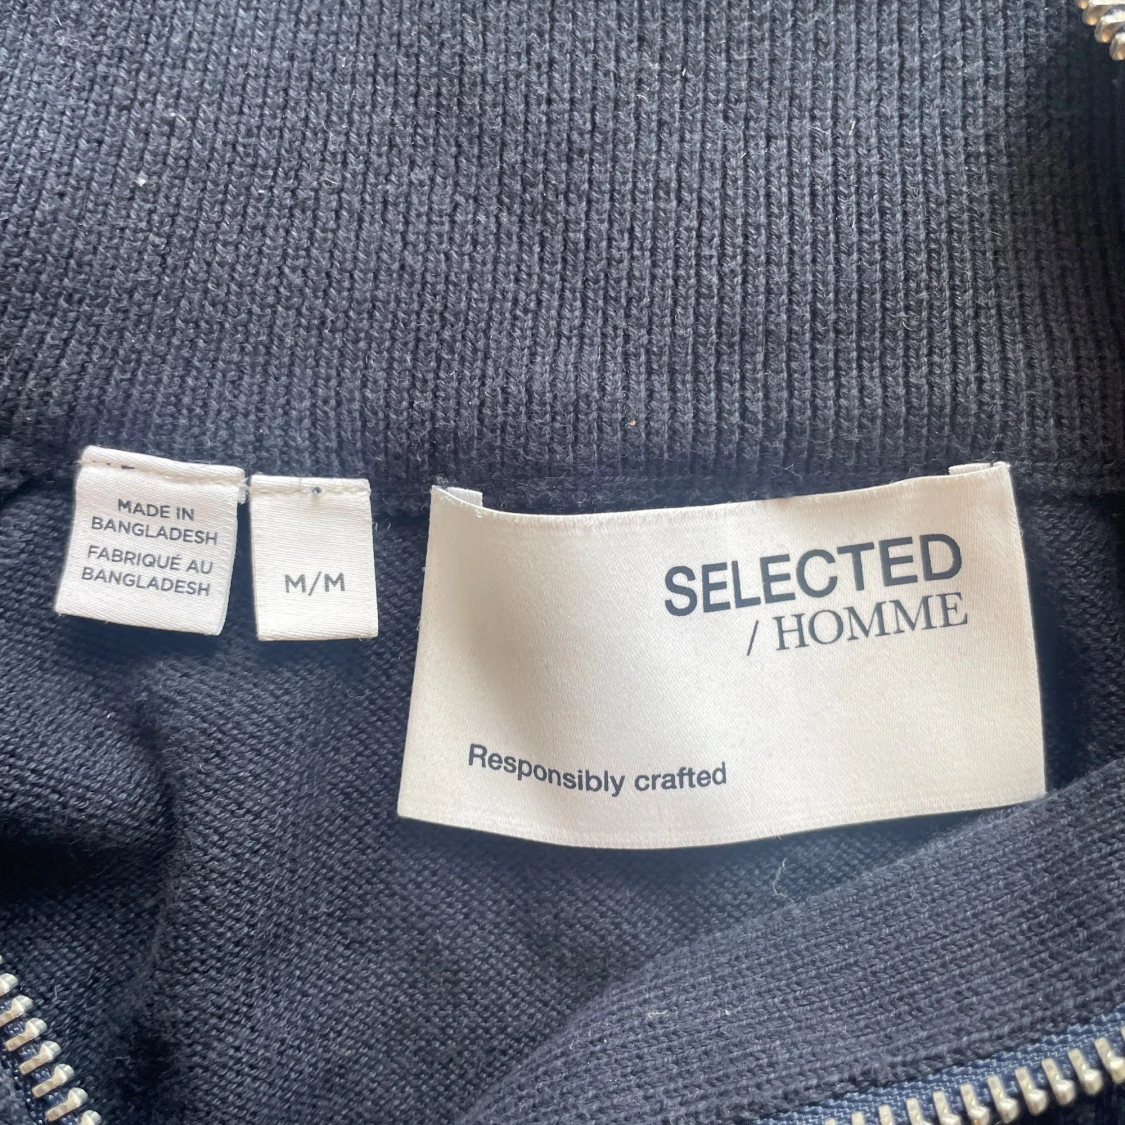 MADE IN
BANGLADESH
FABRIQUÉ AU
BANGLADESH
M/M
SELECTED
/ HOMME
Responsibly crafted